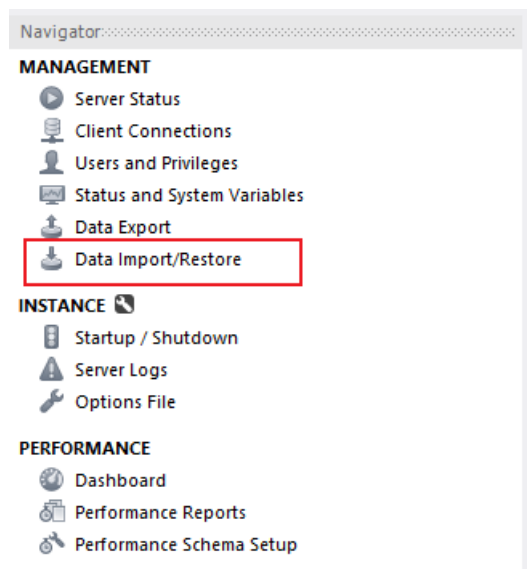 Navigator
MANAGEMENT
Server Status
Client Connections
Users and Privileges
Status and System Variables
Data Export
Data Import/Restore
INSTANCE
Startup / Shutdown
Server Logs
Options File
PERFORMANCE
Dashboard
Performance Reports
Performance Schema Setup